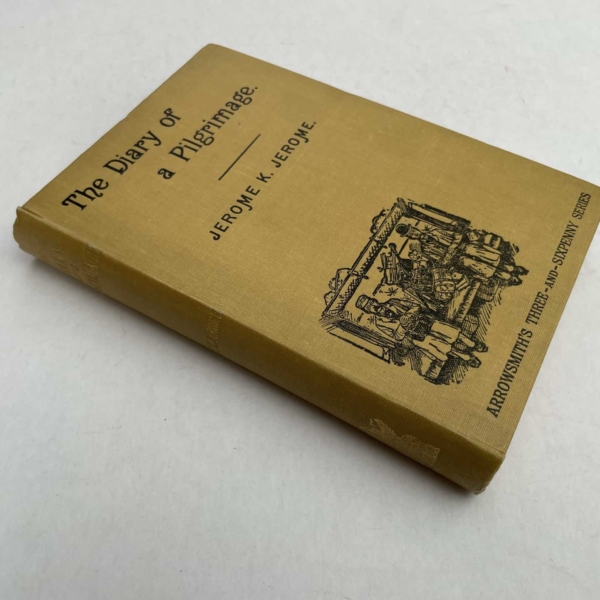 The Diary of
a Pilgrimage.
JEROME K. JEROME.
ARROWSMITH'S THREE-AND-SIXPENNY SERIES